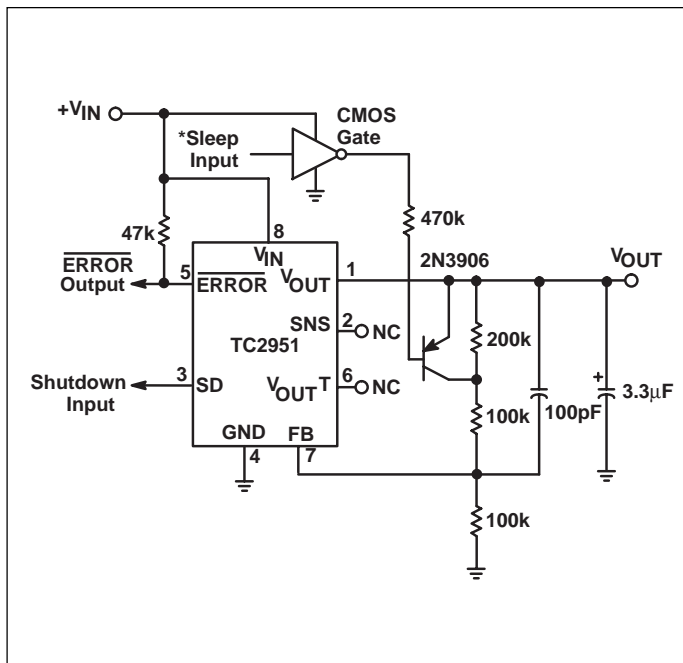 +VIN
*Sleep
Input
CMOS
Gate
47k
470k
8
VIN
2N3906
VOUT
ERROR
Output
5
ERROR
VOUT
1
SNS
2
NC
200k
TC2951
Shutdown
Input
3
SD
VOUT T
6
NC
100k
100pF
+
3.3µF
GND
FB
4
7
100k